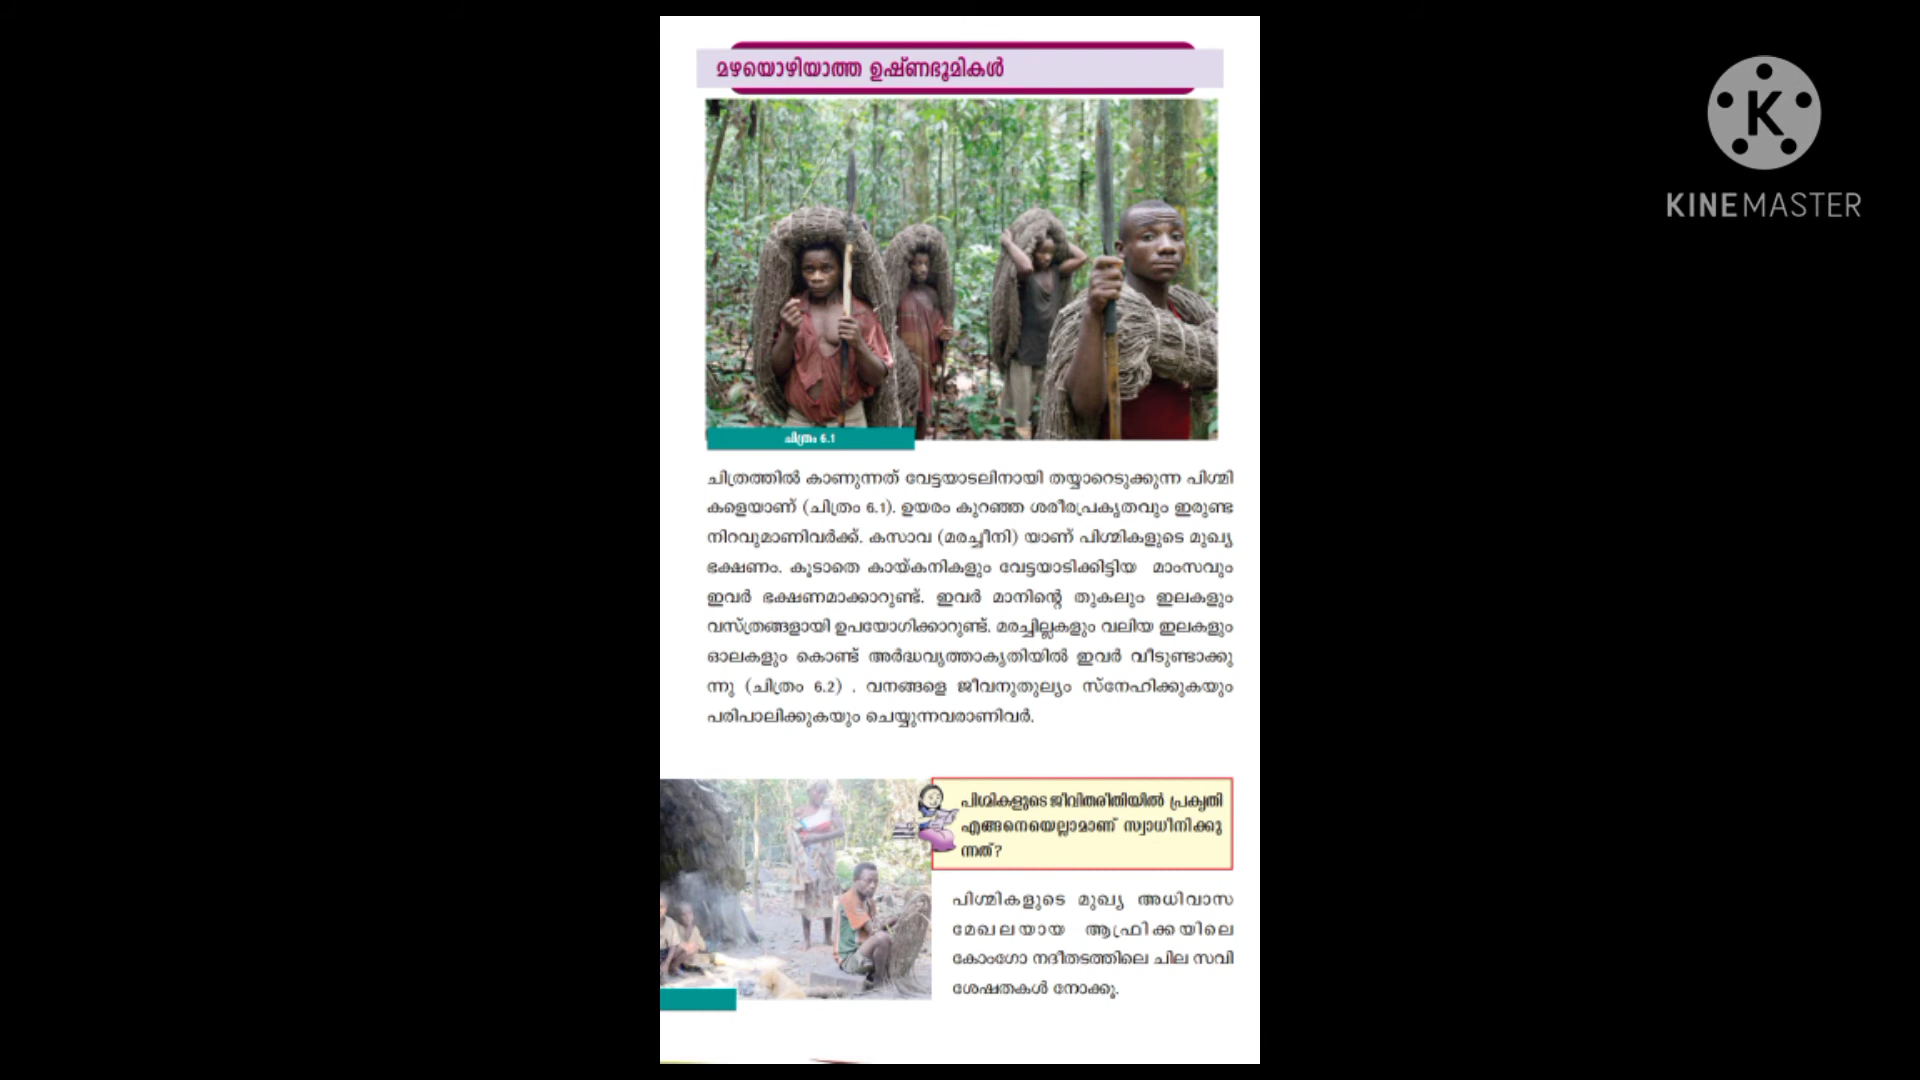 മഴയൊഴിയാത്ത ഉഷ്ണഭൂമികൾ
KINEMASTER
ചിത്രം 6.1
ചിത്രത്തിൽ കാണുന്നത് വേട്ടയാടലിനായി തയ്യാറെടുക്കുന്ന പിഗ്മി
കളെയാണ് (ചിത്രം 6.1). ഉയരം കുറഞ്ഞ ശരീരപ്രകൃതവും ഇരുണ്ട
നിറവുമാണിവർക്ക്. കസാവ (മരച്ചീനി) യാണ് പിഗ്മികളുടെ മുഖ്യ
ഭക്ഷണം. കൂടാതെ കായ്കനികളും വേട്ടയാടിക്കിട്ടിയ മാംസവും
ഇവർ ഭക്ഷണമാക്കാറുണ്ട്. ഇവർ മാനിന്റെ തുകലും ഇലകളും
വസ്ത്രങ്ങളായി ഉപയോഗിക്കാറുണ്ട്. മരച്ചില്ലകളും വലിയ ഇലകളും
ഓലകളും കൊണ്ട് അർദ്ധവൃത്താകൃതിയിൽ ഇവർ വീടുണ്ടാക്കു
ന്നു (ചിത്രം 6.2) . വനങ്ങളെ ജീവനുതുല്യം സ്നേഹിക്കുകയും
പരിപാലിക്കുകയും ചെയ്യുന്നവരാണിവർ.
പിഗ്മികളുടെ ജീവിതരീതിയിൽ പ്രകൃതി
എങ്ങനെയെല്ലാമാണ് സ്വാധീനിക്കു
ന്നത്?
പിഗ്മികളുടെ മുഖ്യ അധിവാസ
മേഖലയായ ആഫ്രിക്കയിലെ
കോംഗോ നദീതടത്തിലെ ചില സവി
ശേഷതകൾ നോക്കൂ.